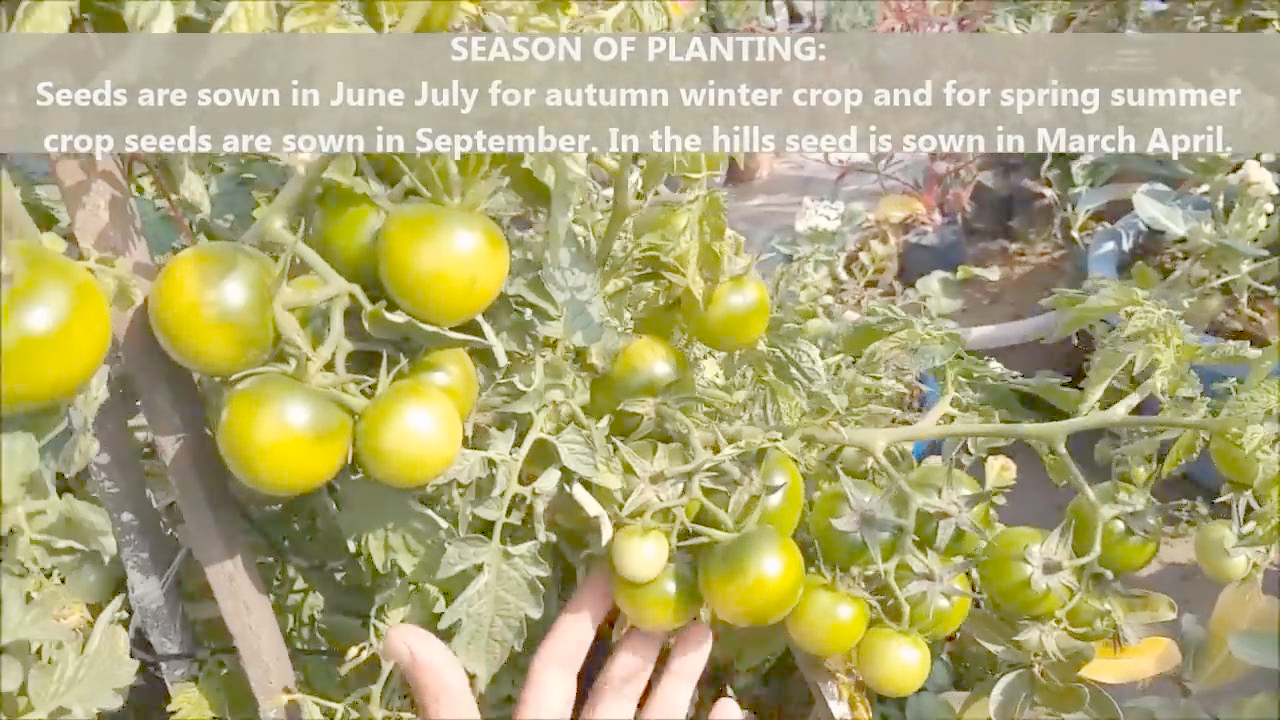 SEASON OF PLANTING:
Seeds are sown in June July for autumn winter crop and for spring summer
crop seeds are sown in September. In the hills seed is sown in March April.